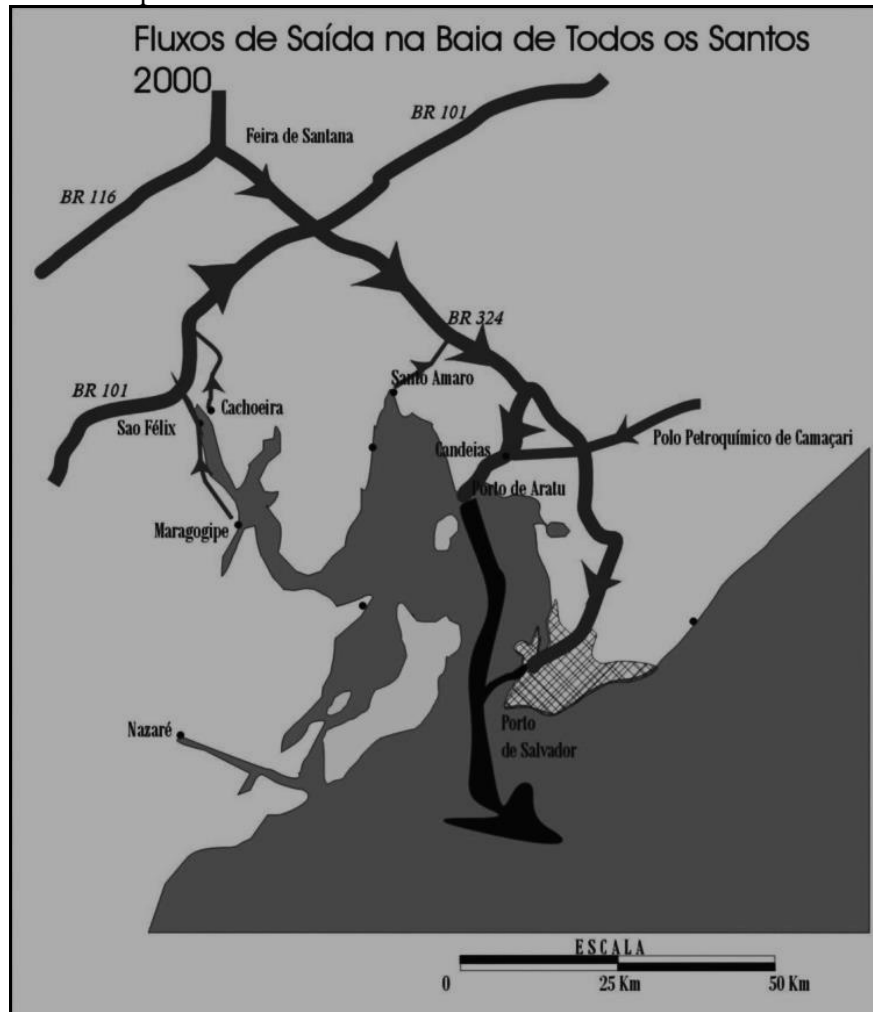 Fluxos de Saída na Baia de Todos os Santos
2000
BR 101
Feira de Santana
BR 116
BR 324
BR 101
Santo Amaro
Cachoeira
Sao Félix
Polo Petroquímico de Camaçari
Candeias
Porto de Aratu
Maragogipe
Nazaré
Porto
de Salvador
ESCALA
0 25 Km 50 Km